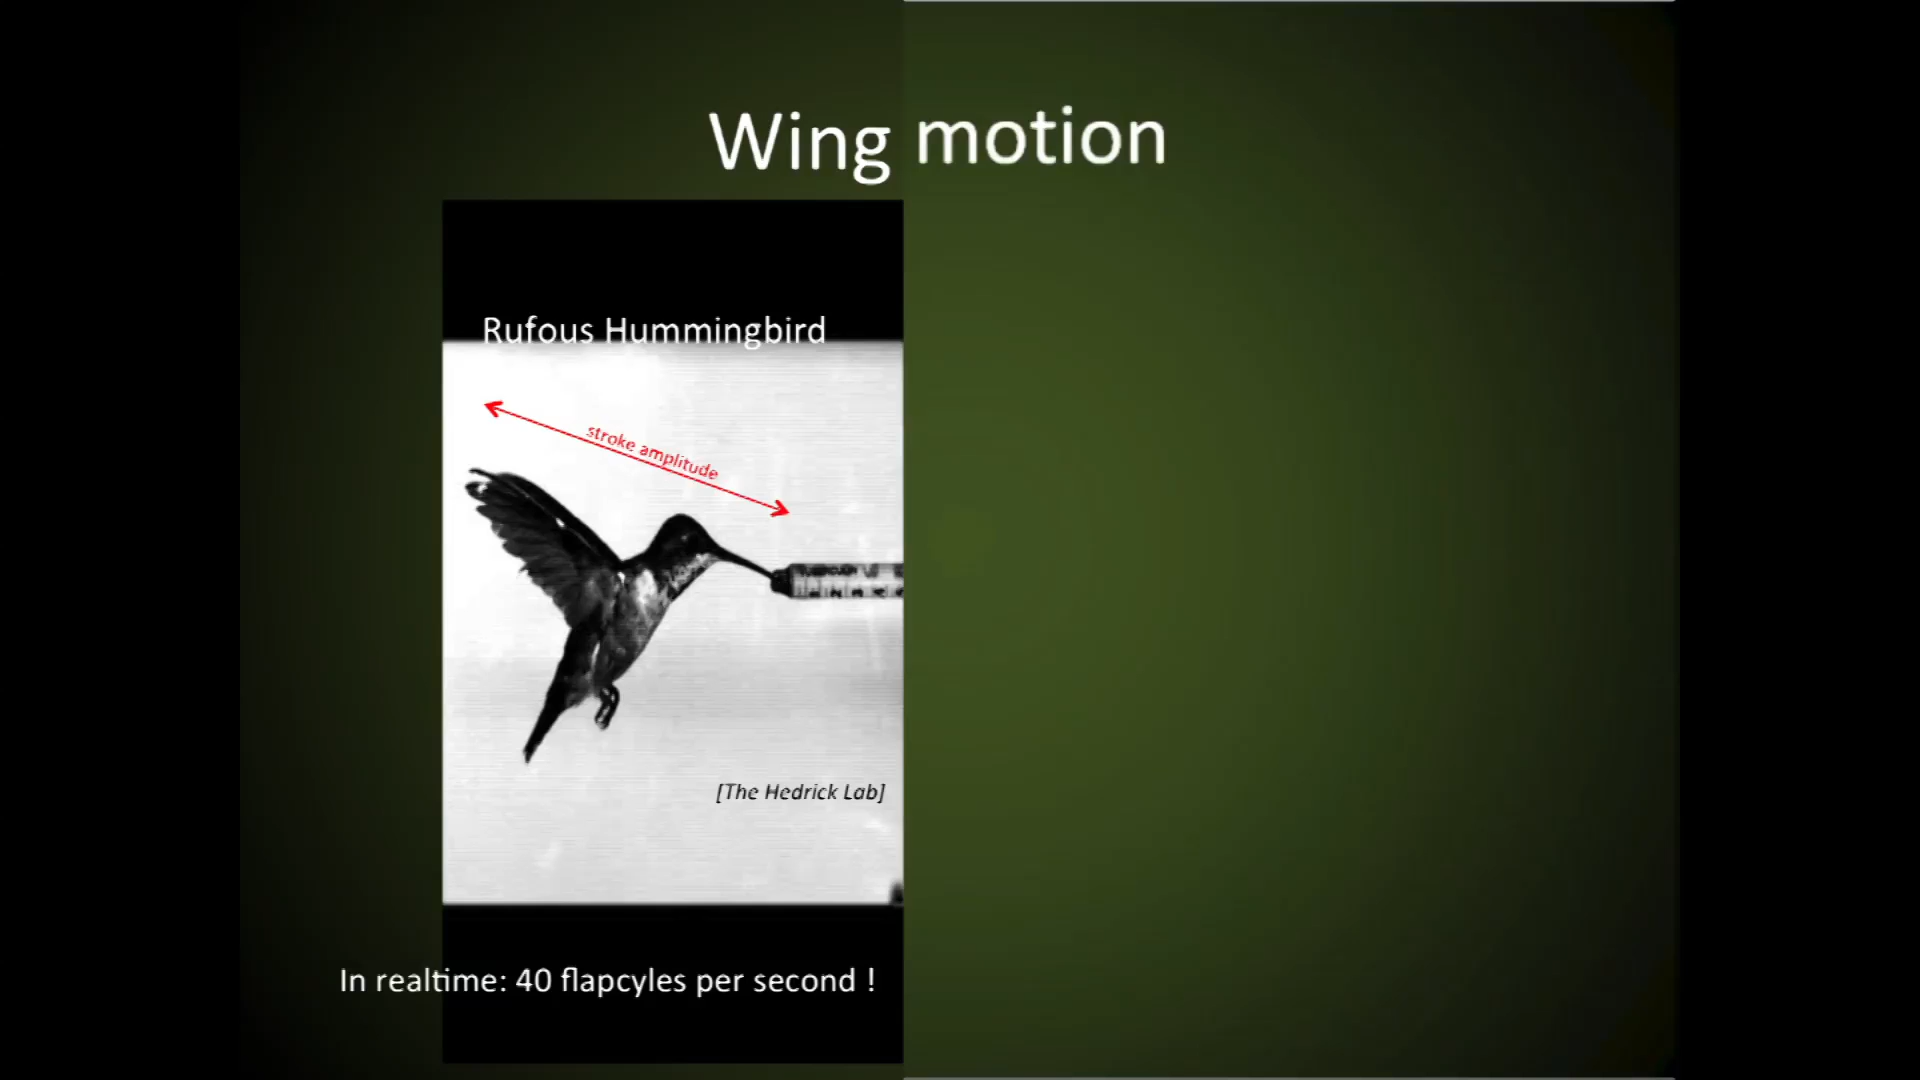 Wing motion
Rufous Hummingbird
stroke amplitude
[The Hedrick Lab]
In realtime: 40 flapcyles per second !